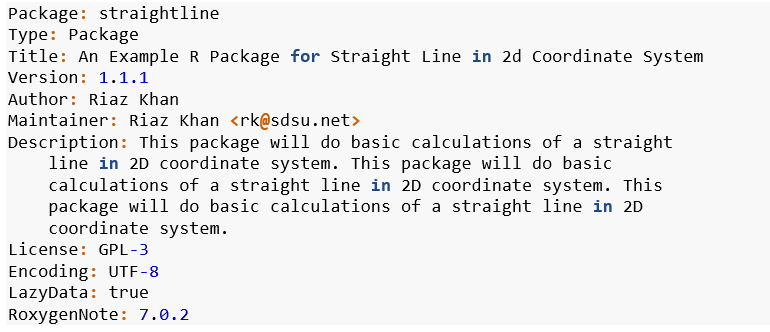 Package: straightline
Type: Package
Title: An Example R Package for Straight Line in 2d Coordinate System
Version: 1.1.1
Author: Riaz Khan
Maintainer: Riaz Khan <rk@sdsu.net>
Description: This package will do basic calculations of a straight
    line in 2D coordinate system. This package will do basic
    calculations of a straight line in 2D coordinate system. This
    package will do basic calculations of a straight line in 2D
    coordinate system.
License: GPL-3
Encoding: UTF-8
LazyData: true
RoxygenNote: 7.0.2